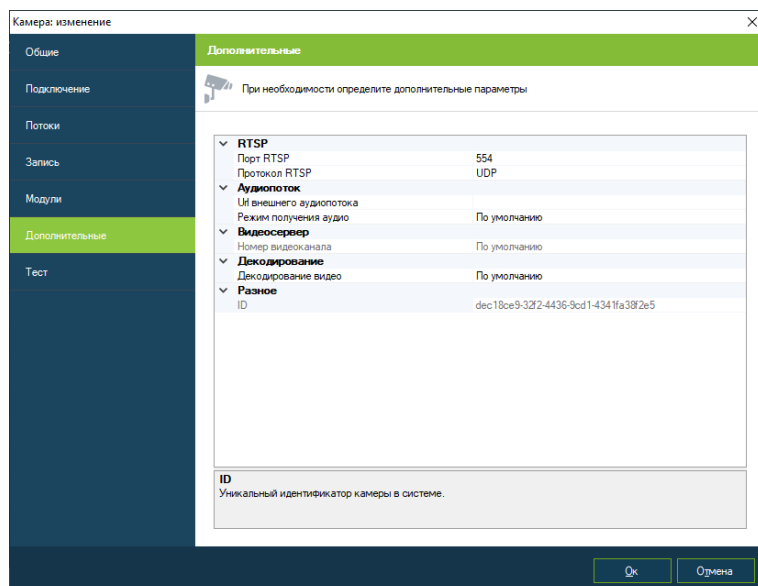 Камера: изменение
Общие
Подключение
Потоки
Запись
Модули
Дополнительные
Тест
Дополнительные
При необходимости определите дополнительные параметры
RTSP
Порт RTSP 554
Протокол RTSP UDP
Аудиопоток
Url внешнего аудиопотока
Режим получения аудио По умолчанию
Видеосервер
Номер видеоканала По умолчанию
Декодирование
Декодирование видео По умолчанию
Разное
ID dec18ce9-32f2-4436-9cd1-4341fa38f2e5
ID
Уникальный идентификатор камеры в системе.
Ок Отмена